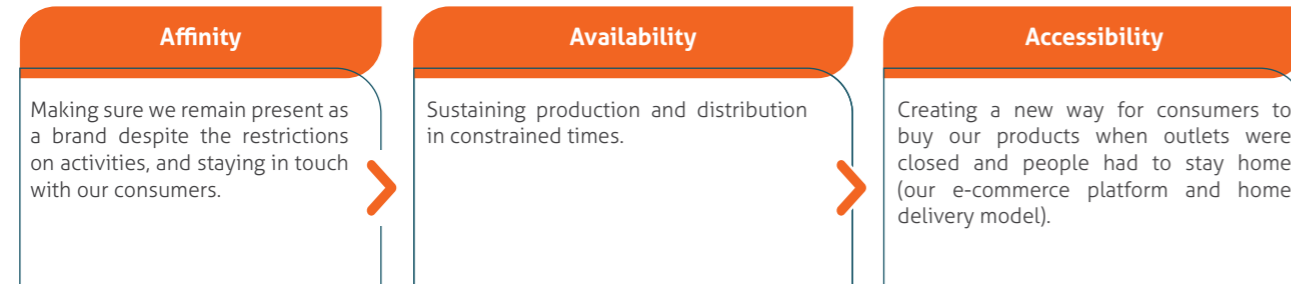 Affinity
Making sure we remain present as
a brand despite the restrictions
on activities, and staying in touch
with our consumers.
Availability
Sustaining production and distribution
in constrained times.
Accessibility
Creating a new way for consumers to
buy our products when outlets were
closed and people had to stay home
(our e-commerce platform and home
delivery model).